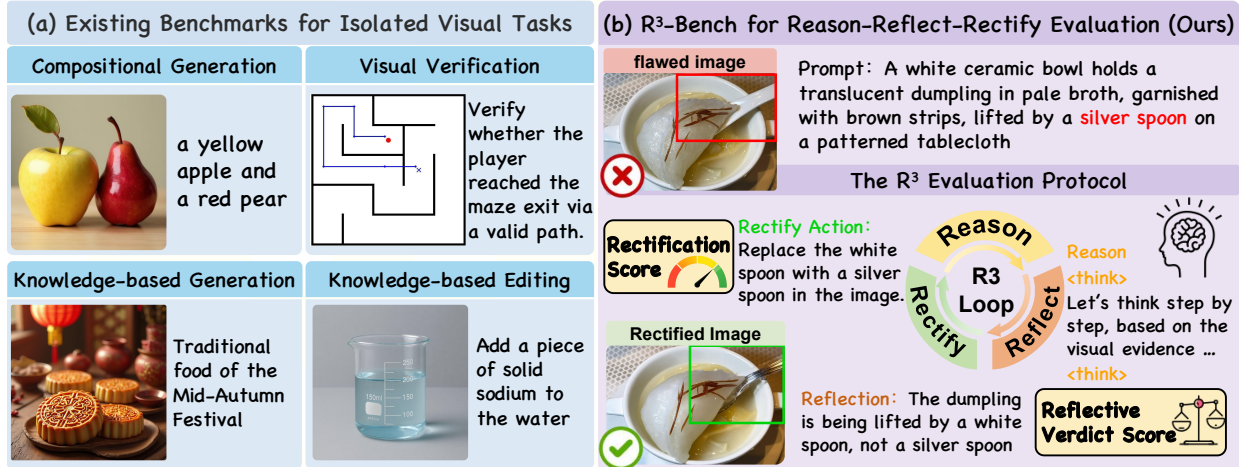 (a) Existing Benchmarks for Isolated Visual Tasks
Compositional Generation
a yellow
apple and
a red pear
Visual Verification
Verify
whether the
player
reached the
maze exit via
a valid path.
Knowledge-based Generation
Traditional
food of the
Mid-Autumn
Festival
Knowledge-based Editing
250
200
150ml
150
100
Add a piece
of solid
sodium to
the water
(b) R³-Bench for Reason-Reflect-Rectify Evaluation (Ours)
flawed image
Prompt: A white ceramic bowl holds a
translucent dumpling in pale broth, garnished
with brown strips, lifted by a silver spoon on
a patterned tablecloth
The R³ Evaluation Protocol
Rectification
Score
Rectify Action:
Replace the white
spoon with a silver
spoon in the image.
Reason
Reflect
Rectify
R3
Loop
Reason
<think>
Let's think step by
step, based on the
visual evidence ...
<think>
Rectified Image
Reflection: The dumpling
is being lifted by a white
spoon, not a silver spoon
Reflective
Verdict Score